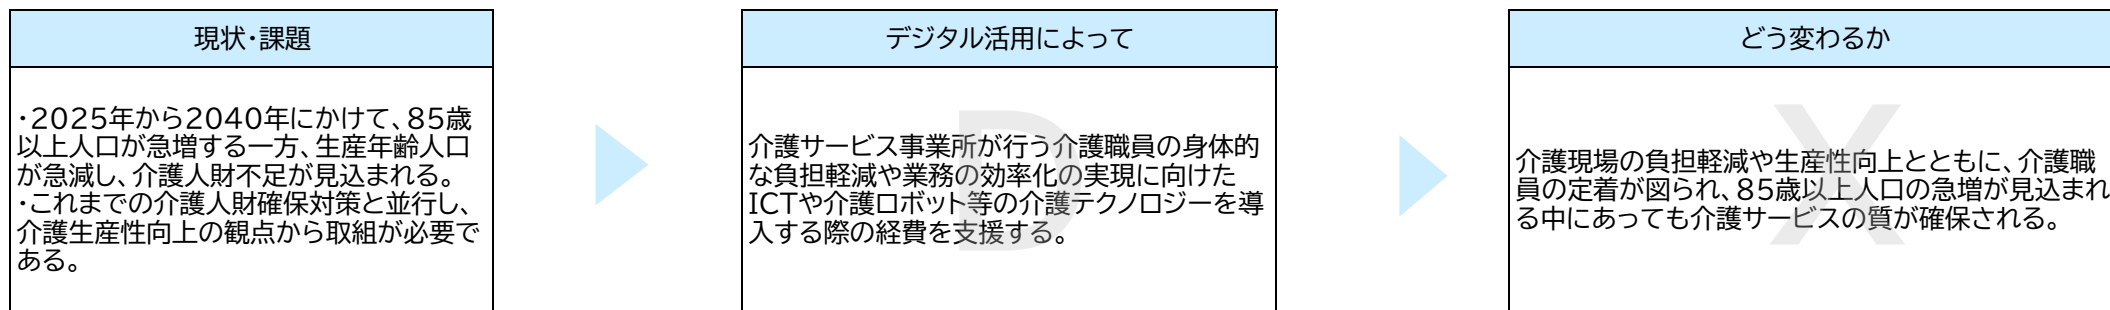 現状・課題
・2025年から2040年にかけて、85歳
以上人口が急増する一方、生産年齢人口
が急減し、介護人財不足が見込まれる。
・これまでの介護人財確保対策と並行し、
介護生産性向上の観点から取組が必要で
ある。
デジタル活用によって
D
介護サービス事業所が行う介護職員の身体的
な負担軽減や業務の効率化の実現に向けた
ICTや介護ロボット等の介護テクノロジーを導
入する際の経費を支援する。
どう変わるか
X
介護現場の負担軽減や生産性向上とともに、介護職
員の定着が図られ、85歳以上人口の急増が見込まれ
る中にあっても介護サービスの質が確保される。